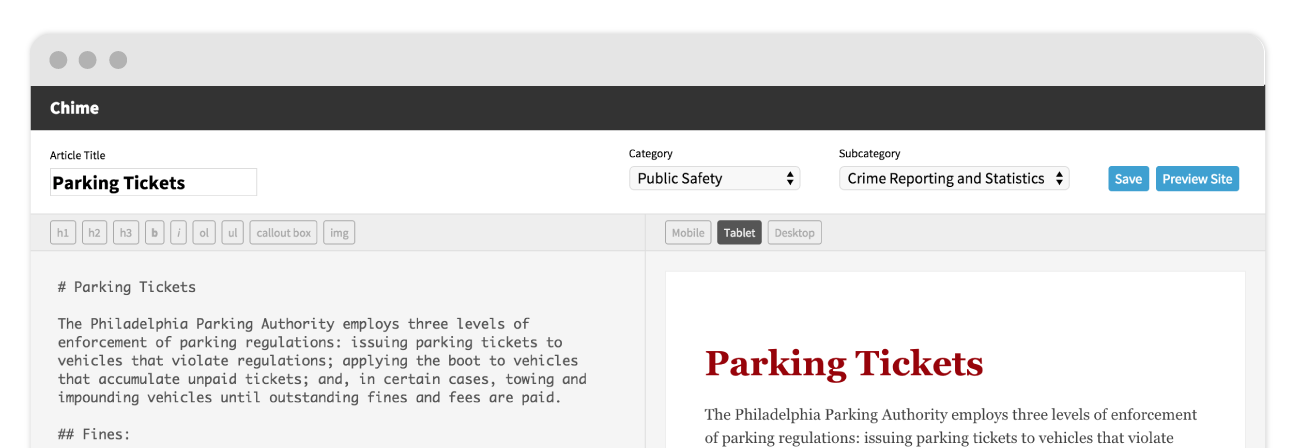 Chime
Article Title
Category
Subcategory
Parking Tickets
Public Safety
Crime Reporting and Statistics
Save
Preview Site
h1 h2 h3 b i ol ul callout box img
Mobile Tablet Desktop
# Parking Tickets
The Philadelphia Parking Authority employs three levels of
enforcement of parking regulations: issuing parking tickets to
vehicles that violate regulations; applying the boot to vehicles
that accumulate unpaid tickets; and, in certain cases, towing and
impounding vehicles until outstanding fines and fees are paid.
## Fines:
Parking Tickets
The Philadelphia Parking Authority employs three levels of enforcement
of parking regulations: issuing parking tickets to vehicles that violate